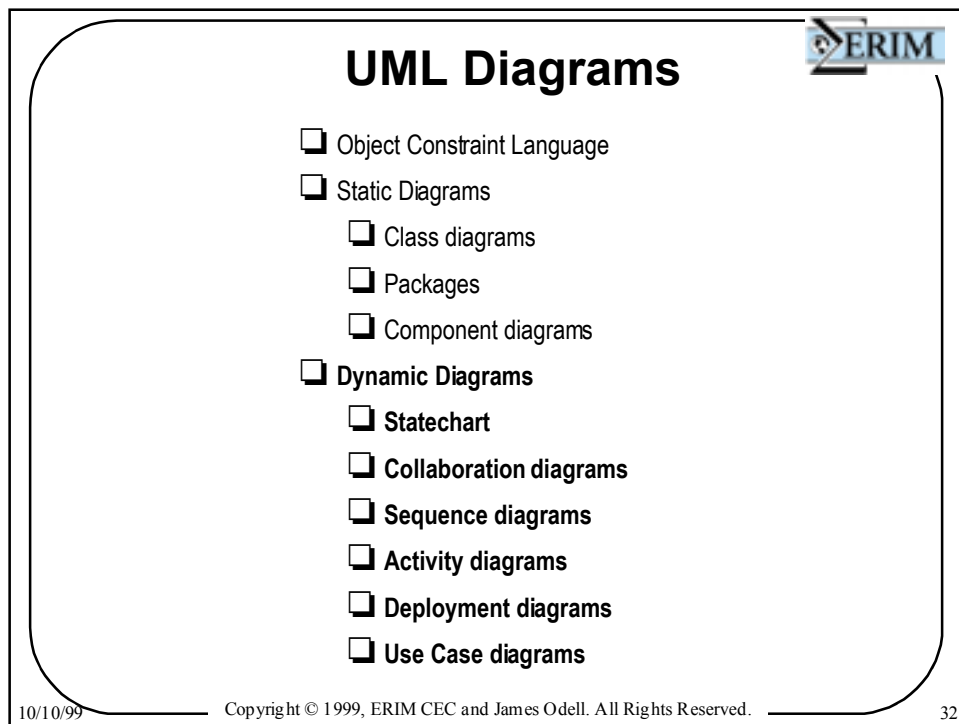 UML Diagrams
ERIM
Object Constraint Language
Static Diagrams
Class diagrams
Packages
Component diagrams
Dynamic Diagrams
Statechart
Collaboration diagrams
Sequence diagrams
Activity diagrams
Deployment diagrams
Use Case diagrams
10/10/99 Copyright © 1999, ERIM CEC and James Odell. All Rights Reserved. 32